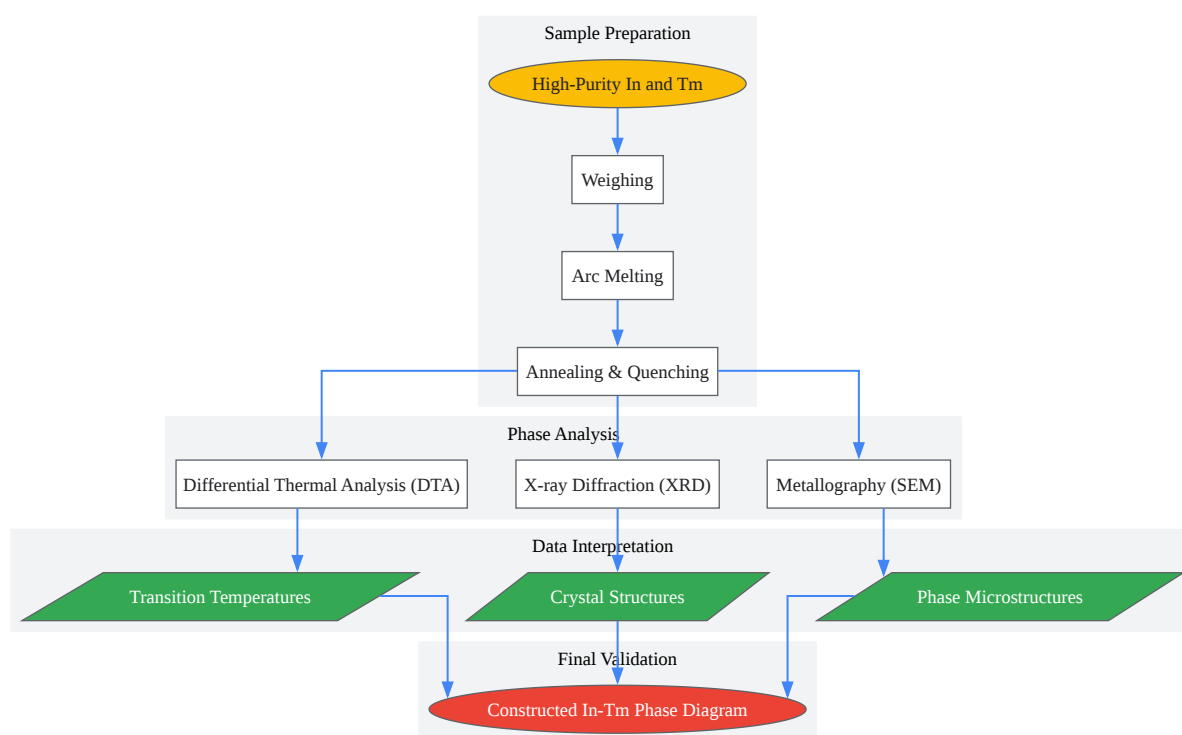 Sample Preparation
High-Purity In and Tm
Weighing
Arc Melting
Annealing & Quenching
Phase Analysis
Differential Thermal Analysis (DTA)
X-ray Diffraction (XRD)
Metallography (SEM)
Data Interpretation
Transition Temperatures
Crystal Structures
Phase Microstructures
Final Validation
Constructed In-Tm Phase Diagram